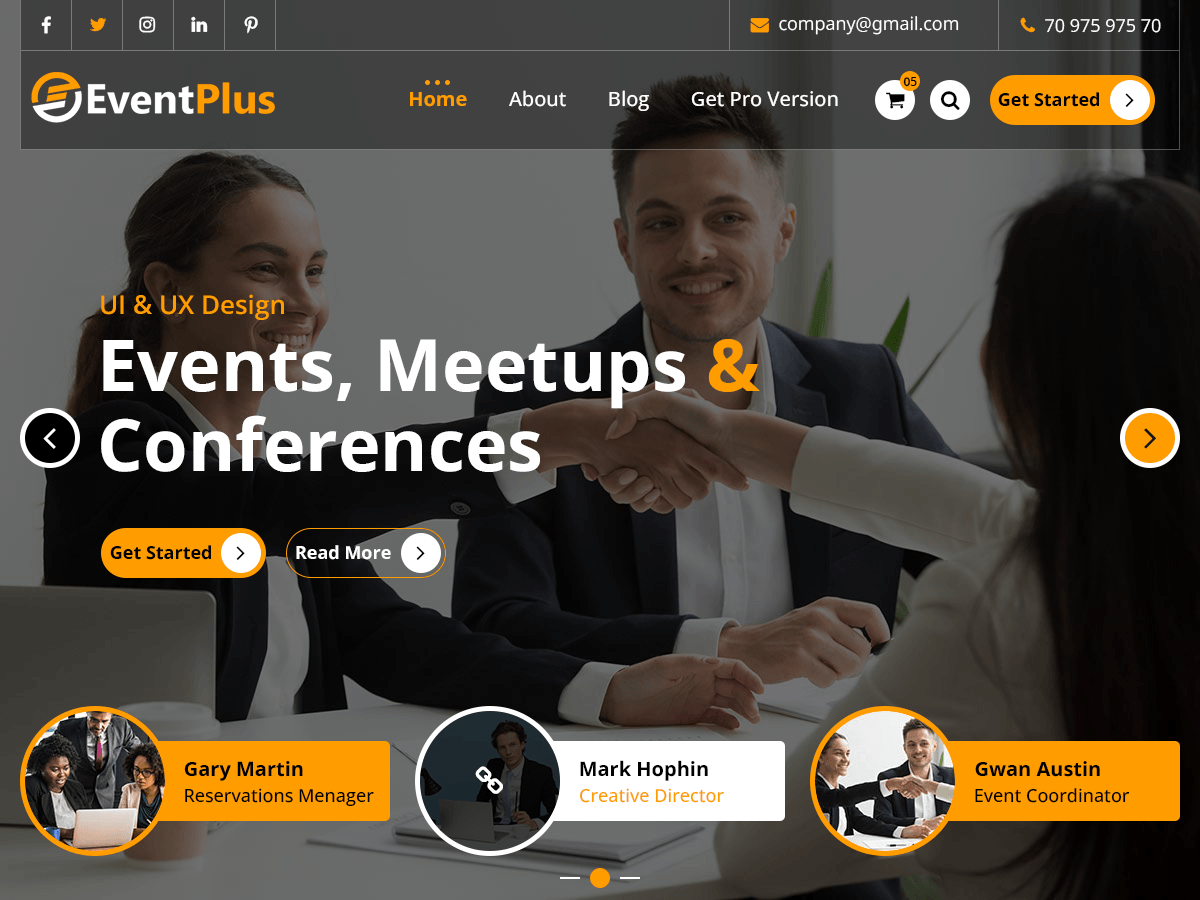 company@gmail.com
70 975 975 70
EventPlus
Home
About
Blog
Get Pro Version
05
Get Started
UI & UX Design
Events, Meetups &
Conferences
Get Started
Read More
Gary Martin
Reservations Menager
Mark Hophin
Creative Director
Gwan Austin
Event Coordinator